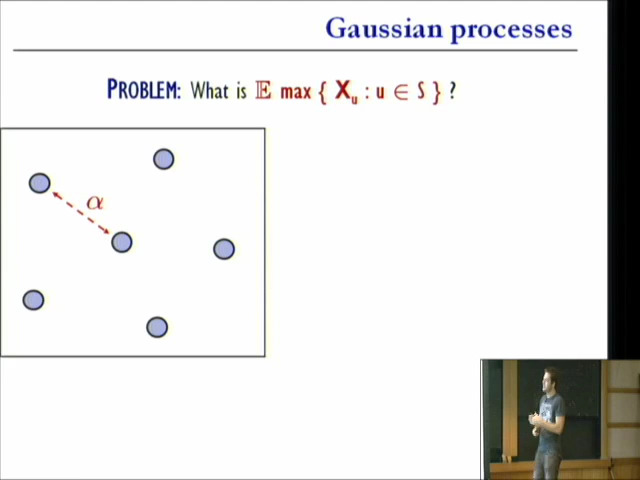 Gaussian processes
PROBLEM: What is 𝔼 max { Xᵤ : u ∈ S } ?
α